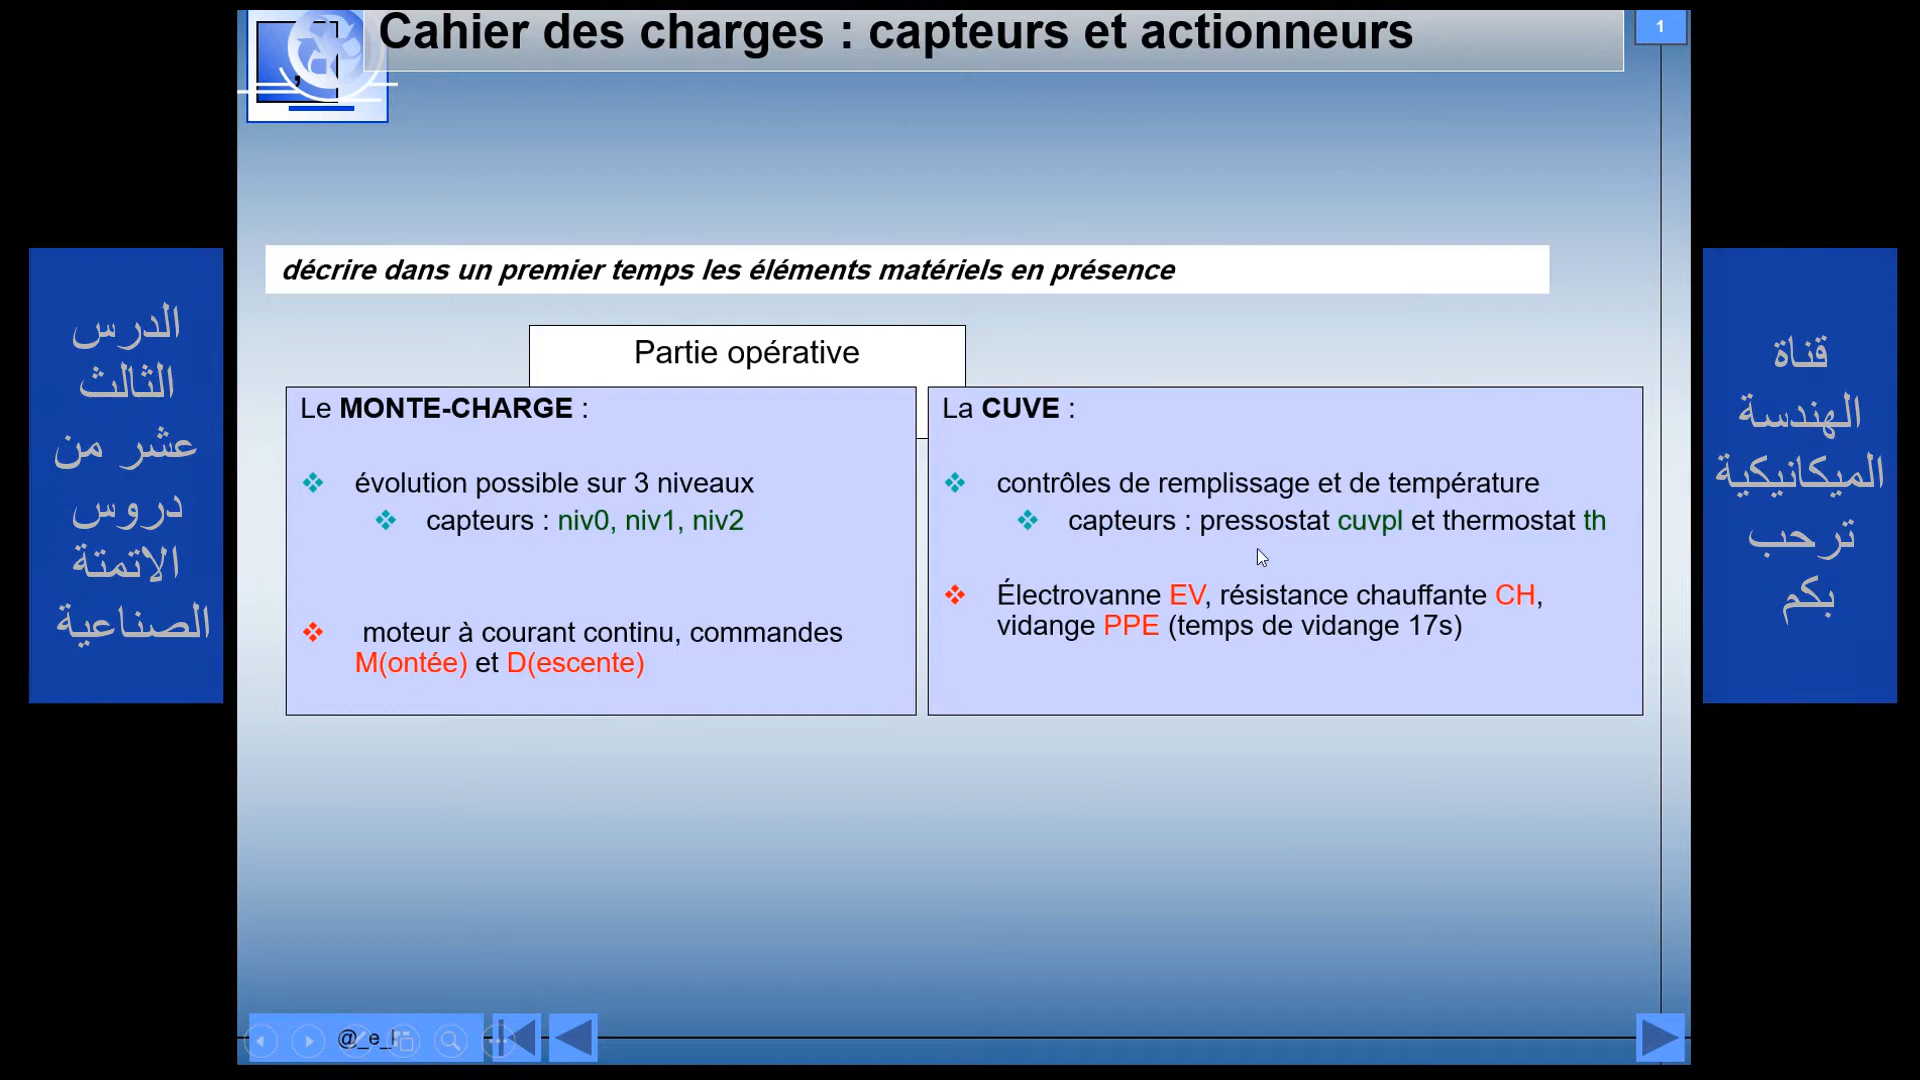 Cahier des charges : capteurs et actionneurs
1
décrire dans un premier temps les éléments matériels en présence
Partie opérative
Le MONTE-CHARGE :
évolution possible sur 3 niveaux
capteurs : niv0, niv1, niv2
moteur à courant continu, commandes
M(ontée) et D(escente)
La CUVE :
contrôles de remplissage et de température
capteurs : pressostat cuvpl et thermostat th
Électrovanne EV, résistance chauffante CH,
vidange PPE (temps de vidange 17s)
الدرس
الثالث
عشر من
دروس
الاتمتة
الصناعية
قناة
الهندسة
الميكانيكية
ترحب
بكم